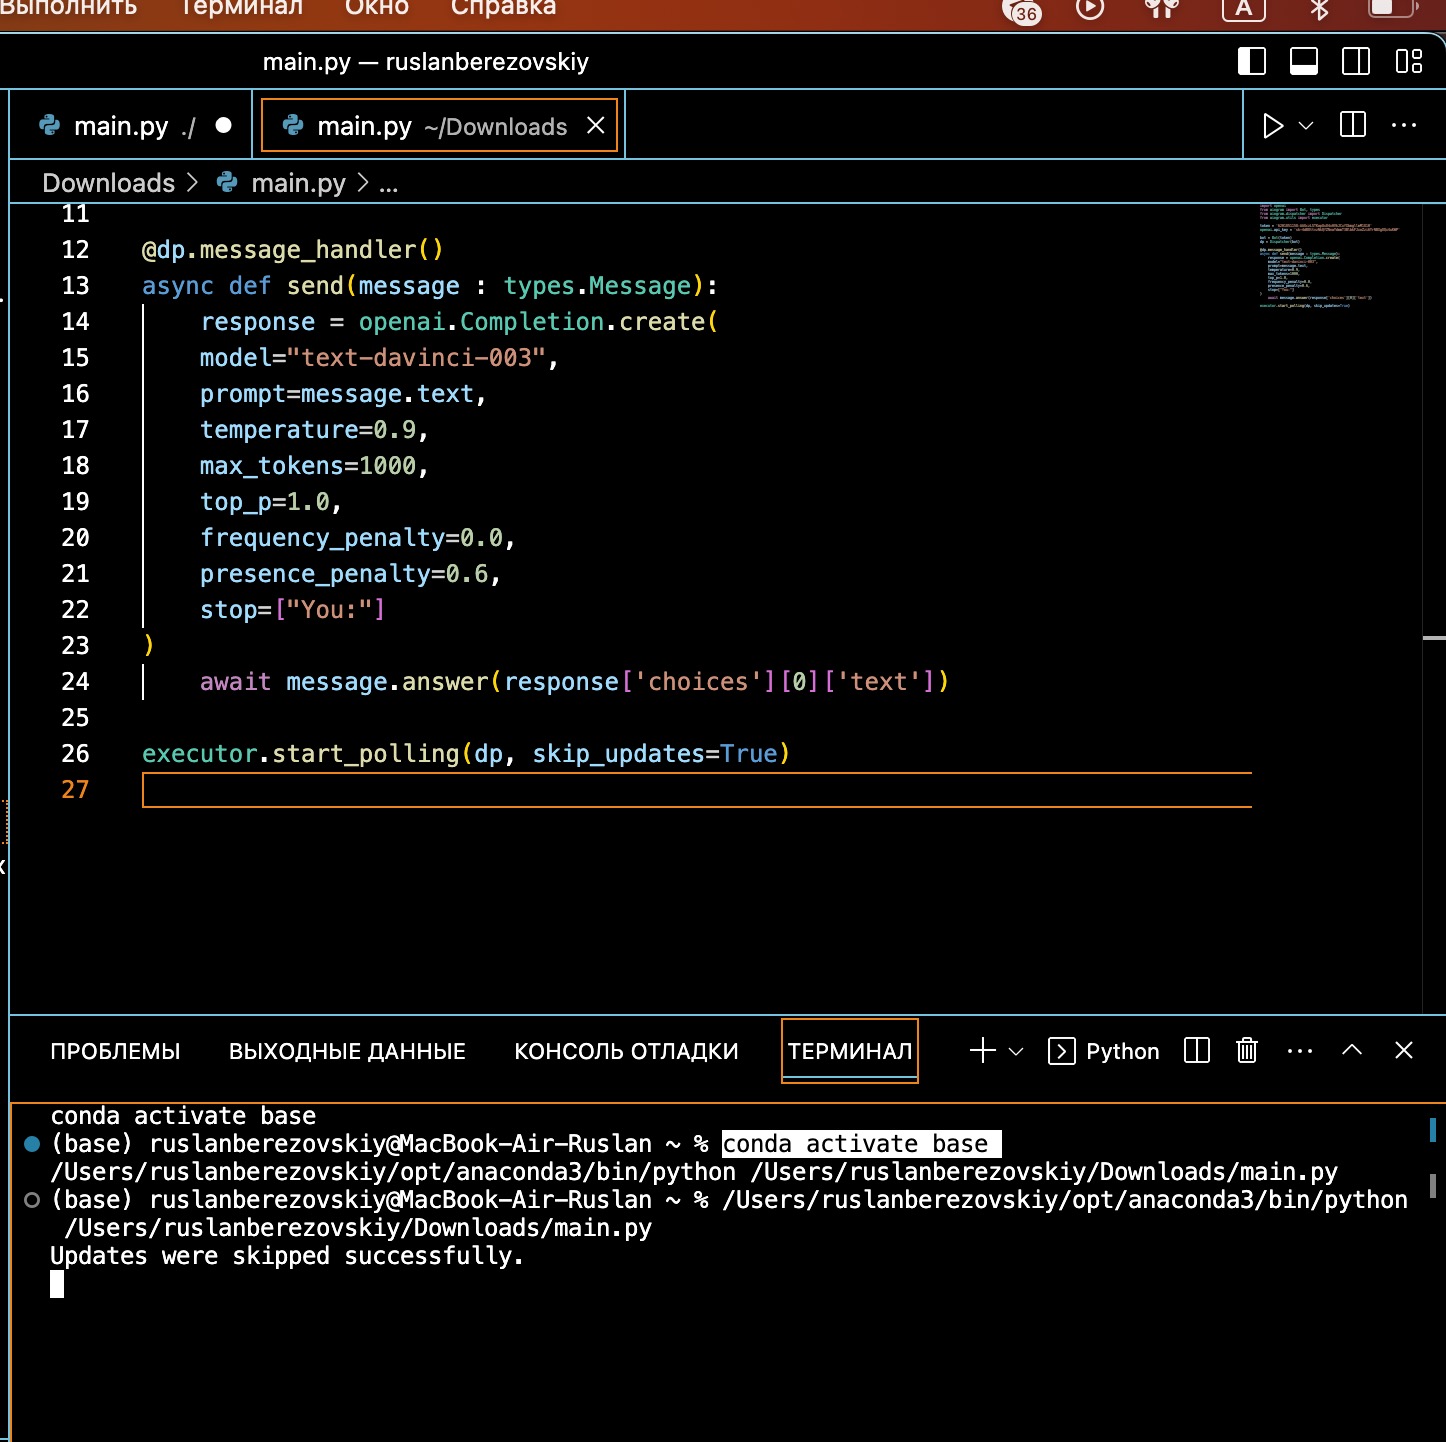 Выполнить Терминал Окно Справка 36 A
main.py — ruslanberezovskiy
main.py ./ main.py ~/Downloads
Downloads > main.py > ...
11
12 @dp.message_handler()
13 async def send(message : types.Message):
14 response = openai.Completion.create(
15 model="text-davinci-003",
16 prompt=message.text,
17 temperature=0.9,
18 max_tokens=1000,
19 top_p=1.0,
20 frequency_penalty=0.0,
21 presence_penalty=0.6,
22 stop=["You:"]
23 )
24 await message.answer(response['choices'][0]['text'])
25
26 executor.start_polling(dp, skip_updates=True)
27
ПРОБЛЕМЫ ВЫХОДНЫЕ ДАННЫЕ КОНСОЛЬ ОТЛАДКИ ТЕРМИНАЛ Python
conda activate base
(base) ruslanberezovskiy@MacBook-Air-Ruslan ~ % conda activate base
/Users/ruslanberezovskiy/opt/anaconda3/bin/python /Users/ruslanberezovskiy/Downloads/main.py
(base) ruslanberezovskiy@MacBook-Air-Ruslan ~ % /Users/ruslanberezovskiy/opt/anaconda3/bin/python
/Users/ruslanberezovskiy/Downloads/main.py
Updates were skipped successfully.